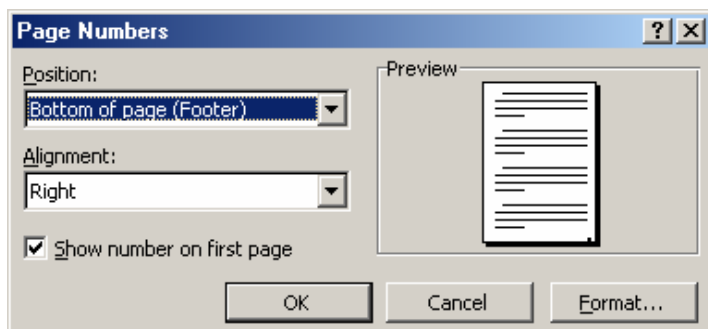 Page Numbers
Position:
Preview
Bottom of page (Footer)
Alignment:
Right
Show number on first page
OK
Cancel
Format...